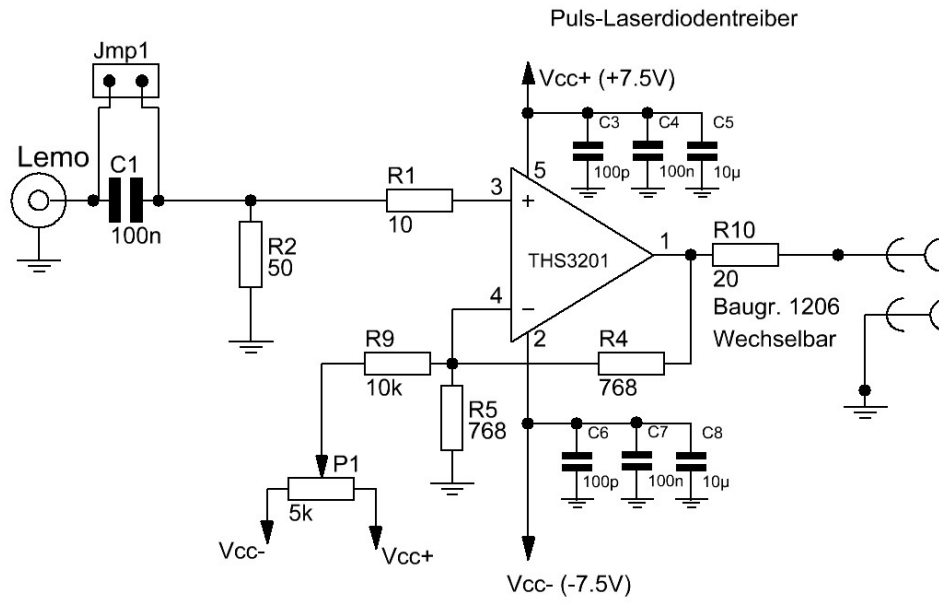 Puls-Laserdiodentreiber
Jmp1
Vcc+ (+7.5V)
C3
C4
C5
100p
100n
10µ
Lemo
C1
100n
R1
10
3
5
+
R2
50
THS3201
1
R10
20
Baugr. 1206
Wechselbar
4
−
2
R9
10k
R4
768
R5
768
C6
C7
C8
100p
100n
10µ
P1
5k
Vcc-
Vcc+
Vcc- (-7.5V)